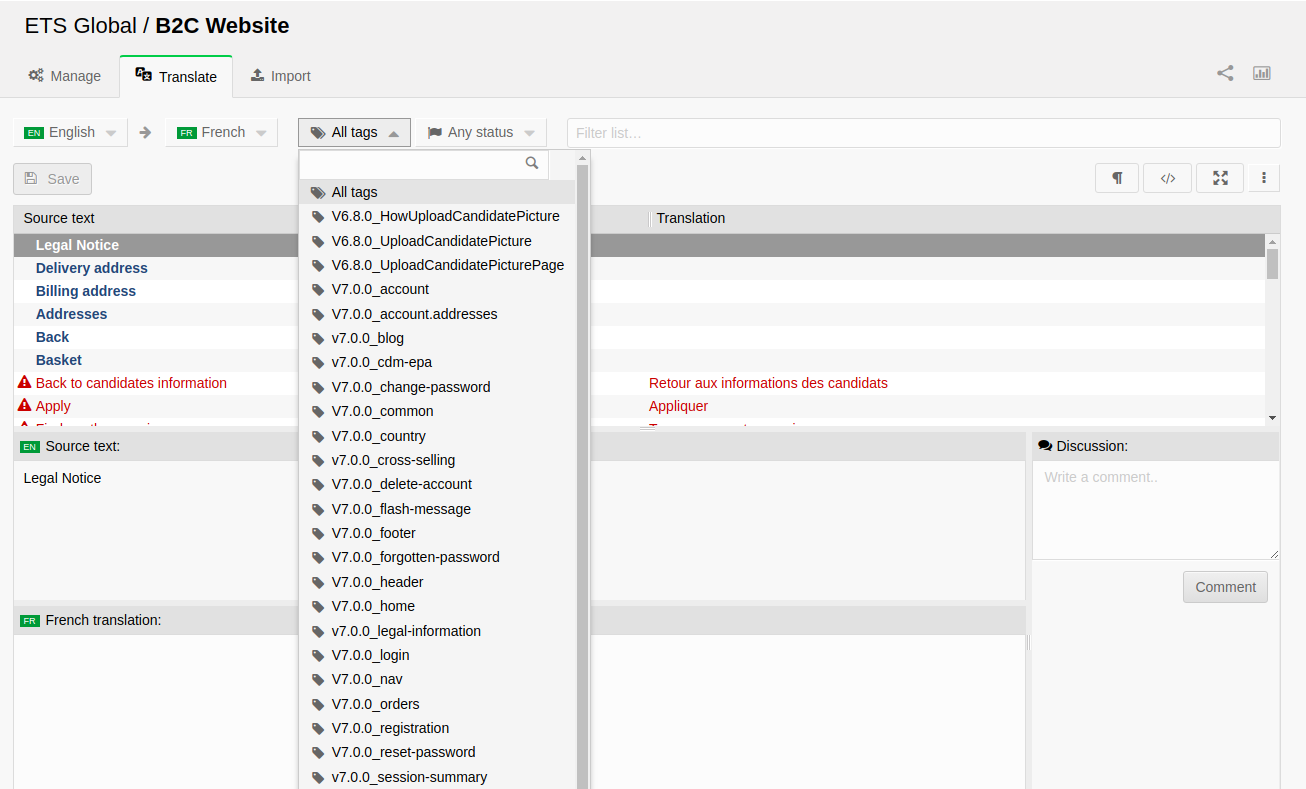 ETS Global / B2C Website
Manage
Translate
Import
EN English
FR French
All tags
Any status
Filter list…
Save
¶
</>
Source text
Translation
Legal Notice
Delivery address
Billing address
Addresses
Back
Basket
Back to candidates information
Retour aux informations des candidats
Apply
Appliquer
All tags
V6.8.0_HowUploadCandidatePicture
V6.8.0_UploadCandidatePicture
V6.8.0_UploadCandidatePicturePage
V7.0.0_account
V7.0.0_account.addresses
v7.0.0_blog
v7.0.0_cdm-epa
V7.0.0_change-password
V7.0.0_common
V7.0.0_country
v7.0.0_cross-selling
V7.0.0_delete-account
V7.0.0_flash-message
V7.0.0_footer
V7.0.0_forgotten-password
V7.0.0_header
V7.0.0_home
v7.0.0_legal-information
V7.0.0_login
V7.0.0_nav
V7.0.0_orders
V7.0.0_registration
V7.0.0_reset-password
v7.0.0_session-summary
EN Source text:
Legal Notice
FR French translation:
Discussion:
Write a comment..
Comment